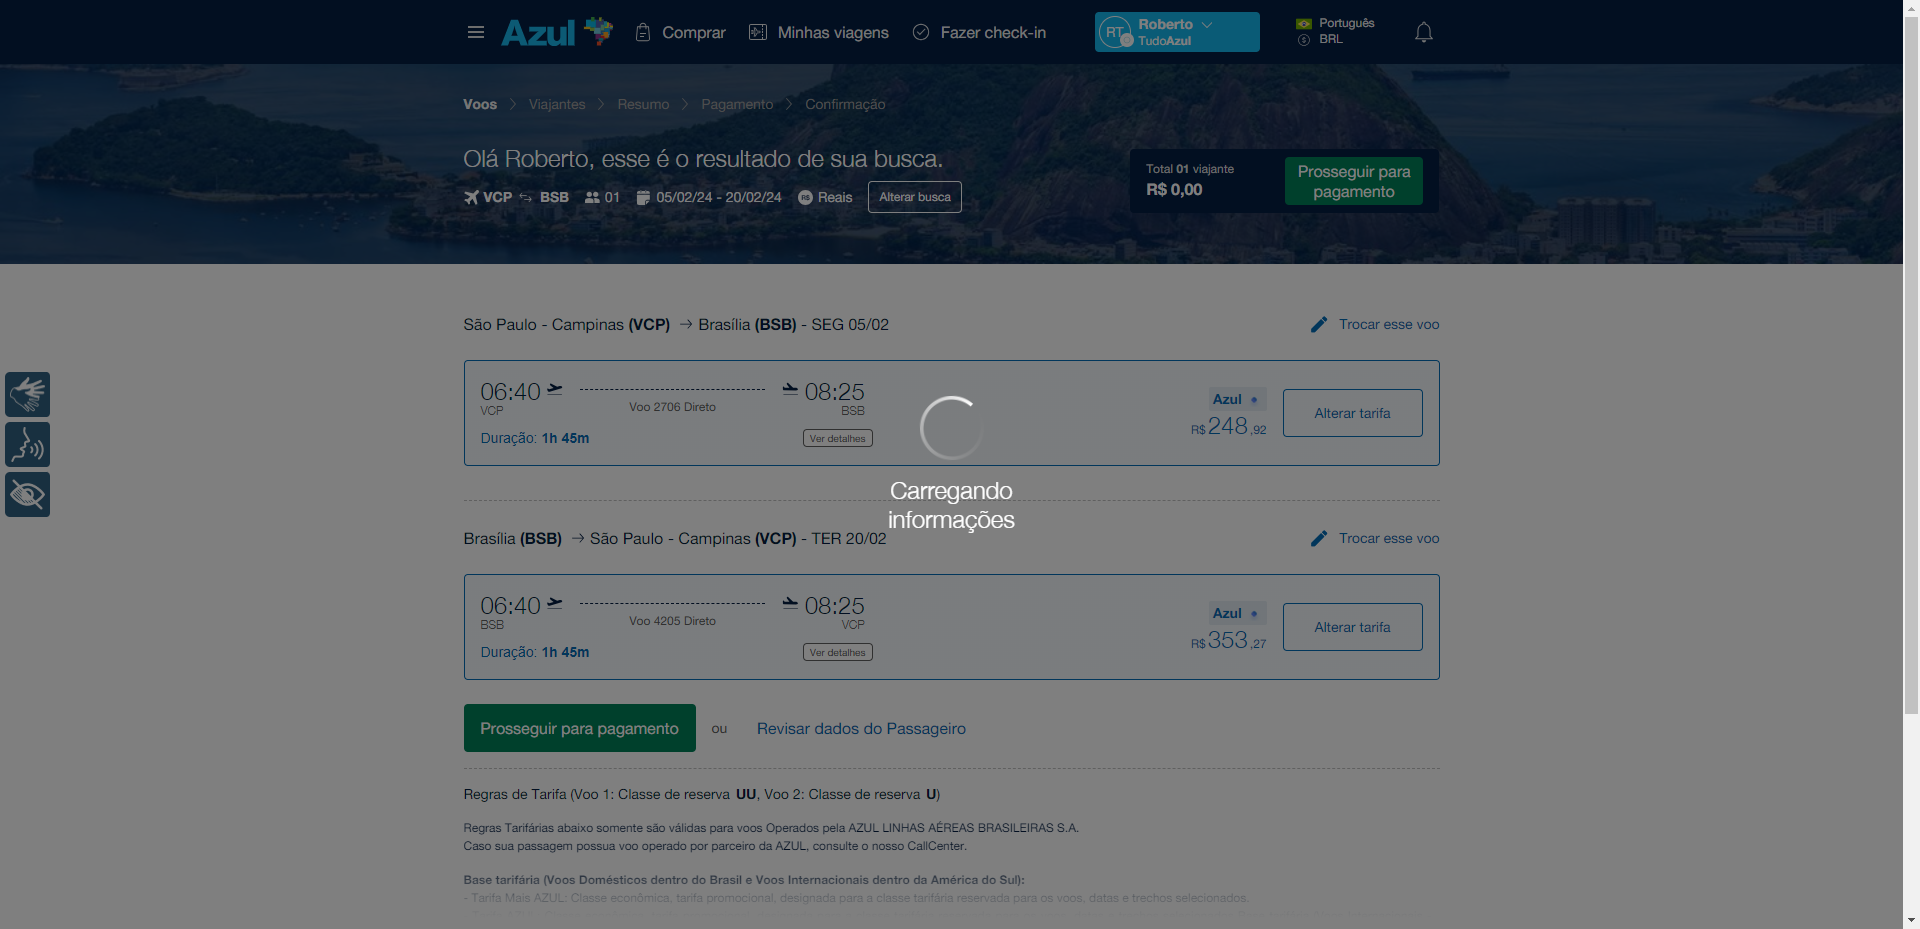 Azul
Comprar
Minhas viagens
Fazer check-in
RT
Roberto
TudoAzul
Português
BRL
Voos
Viajantes
Resumo
Pagamento
Confirmação
Olá Roberto, esse é o resultado de sua busca.
VCP
BSB
01
05/02/24 - 20/02/24
R$
Reais
Alterar busca
Total 01 viajante
R$ 0,00
Prosseguir para
pagamento
São Paulo - Campinas (VCP) → Brasília (BSB) - SEG 05/02
Trocar esse voo
06:40
08:25
VCP
Voo 2706 Direto
BSB
Duração: 1h 45m
Ver detalhes
Azul
R$248,92
Alterar tarifa
Carregando
informações
Brasília (BSB) → São Paulo - Campinas (VCP) - TER 20/02
Trocar esse voo
06:40
08:25
BSB
Voo 4205 Direto
VCP
Duração: 1h 45m
Ver detalhes
Azul
R$353,27
Alterar tarifa
Prosseguir para pagamento
ou
Revisar dados do Passageiro
Regras de Tarifa (Voo 1: Classe de reserva UU, Voo 2: Classe de reserva U)
Regras Tarifárias abaixo somente são válidas para voos Operados pela AZUL LINHAS AÉREAS BRASILEIRAS S.A.
Caso sua passagem possua voo operado por parceiro da AZUL, consulte o nosso CallCenter.
Base tarifária (Voos Domésticos dentro do Brasil e Voos Internacionais dentro da América do Sul):
- Tarifa Mais AZUL: Classe econômica, tarifa promocional, designada para a classe tarifária reservada para os voos, datas e trechos selecionados.